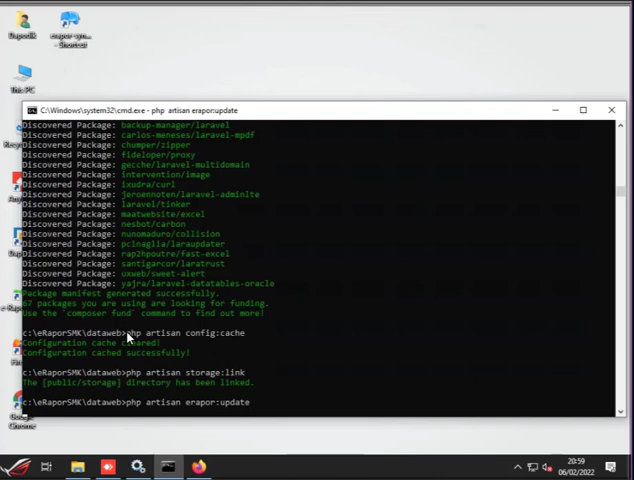 Dapodik
erapor-syn...
- Shortcut
This PC
C:\Windows\system32\cmd.exe - php artisan erapor:update
Discovered Package: backup-manager/laravel
Discovered Package: carlos-meneses/laravel-mpdf
Discovered Package: chumper/zipper
Discovered Package: fideloper/proxy
Discovered Package: gecche/laravel-multidomain
Discovered Package: intervention/image
Discovered Package: ixudra/curl
Discovered Package: jeroennoten/laravel-adminlte
Discovered Package: laravel/tinker
Discovered Package: maatwebsite/excel
Discovered Package: nesbot/carbon
Discovered Package: nunomaduro/collision
Discovered Package: pcinaglia/laraupdater
Discovered Package: rap2hpoutre/fast-excel
Discovered Package: santigarcor/laratrust
Discovered Package: uxweb/sweet-alert
Discovered Package: yajra/laravel-datatables-oracle
Package manifest generated successfully.
67 packages you are using are looking for funding.
Use the `composer fund` command to find out more!
c:\eRaporSMK\dataweb>php artisan config:cache
Configuration cache cleared!
Configuration cached successfully!
c:\eRaporSMK\dataweb>php artisan storage:link
The [public/storage] directory has been linked.
c:\eRaporSMK\dataweb>php artisan erapor:update
Google
Chrome
20:59
06/02/2022